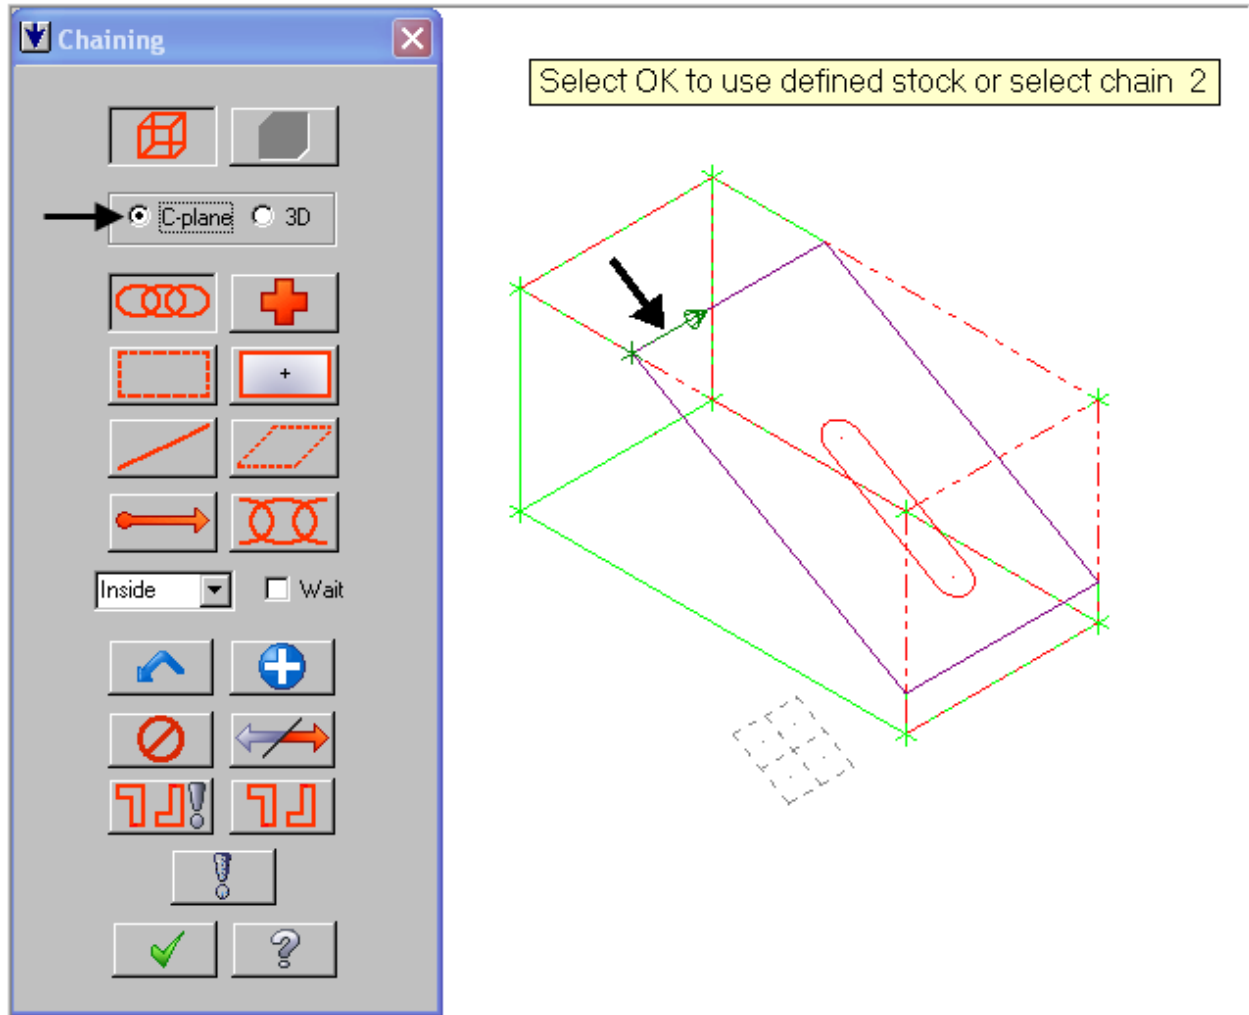 Chaining
Select OK to use defined stock or select chain 2
C-plane
3D
Inside
Wait